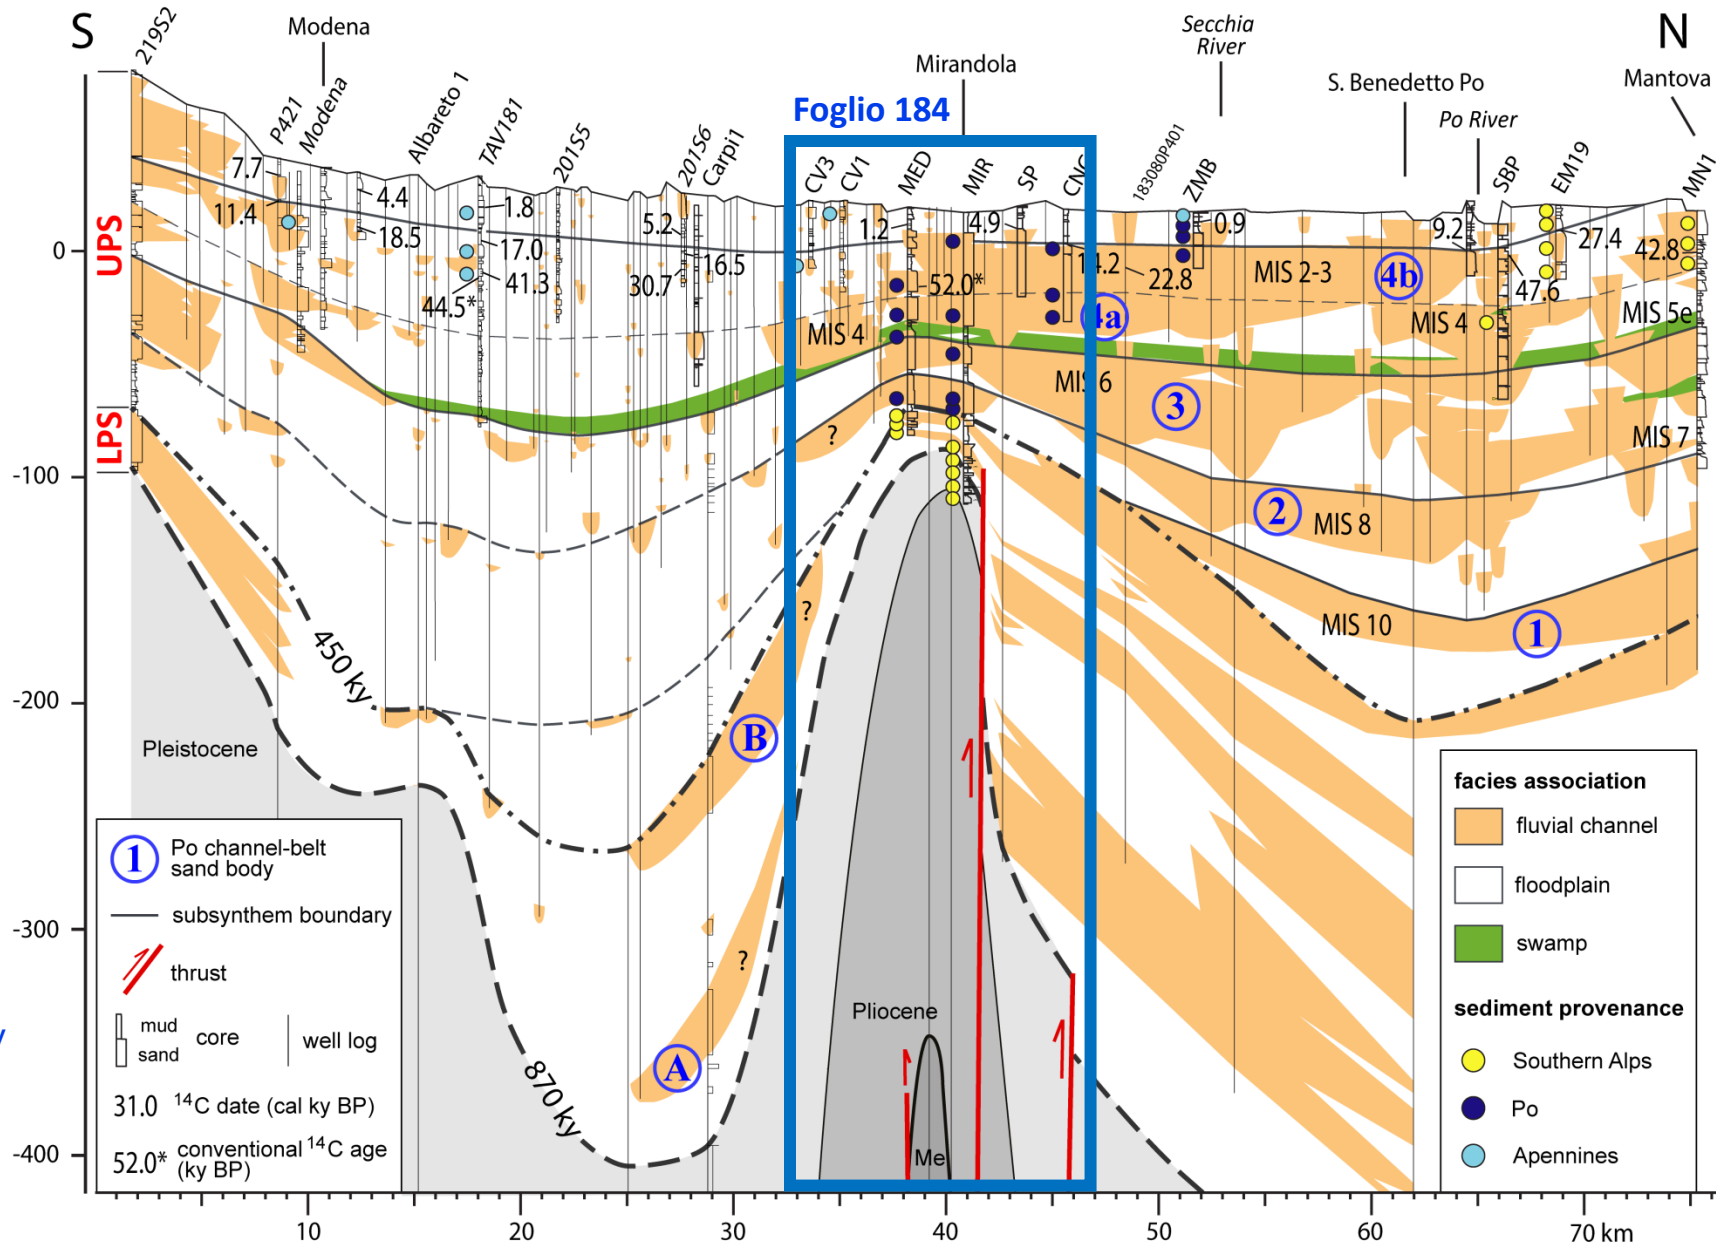 S
N
219S2
Modena
P421
Modena
Albareto 1
TAV181
201S5
201S6
Carpi1
Foglio 184
Mirandola
CV3
CV1
MED
MIR
SP
CNC
Secchia
River
183080P401
ZMB
S. Benedetto Po
Po River
SBP
EM19
Mantova
MN1
UPS
LPS
0
-100
-200
-300
-400
7.7
11.4
4.4
18.5
1.8
17.0
41.3
44.5*
5.2
16.5
30.7
1.2
4.9
52.0*
14.2
22.8
0.9
9.2
27.4
47.6
42.8
MIS 2-3
4b
4a
MIS 4
MIS 4
MIS 5e
MIS 6
3
MIS 7
2
MIS 8
MIS 10
1
?
?
?
B
A
450 ky
870 ky
Pleistocene
Pliocene
Me
1 Po channel-belt
sand body
subsynthem boundary
thrust
mud
sand
core
well log
31.0 14C date (cal ky BP)
52.0* conventional 14C age
(ky BP)
facies association
fluvial channel
floodplain
swamp
sediment provenance
Southern Alps
Po
Apennines
10
20
30
40
50
60
70 km